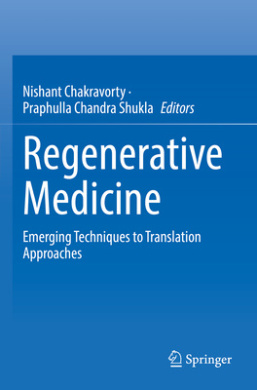 Nishant Chakravorty ·
Praphulla Chandra Shukla Editors
Regenerative
Medicine
Emerging Techniques to Translation
Approaches
Springer